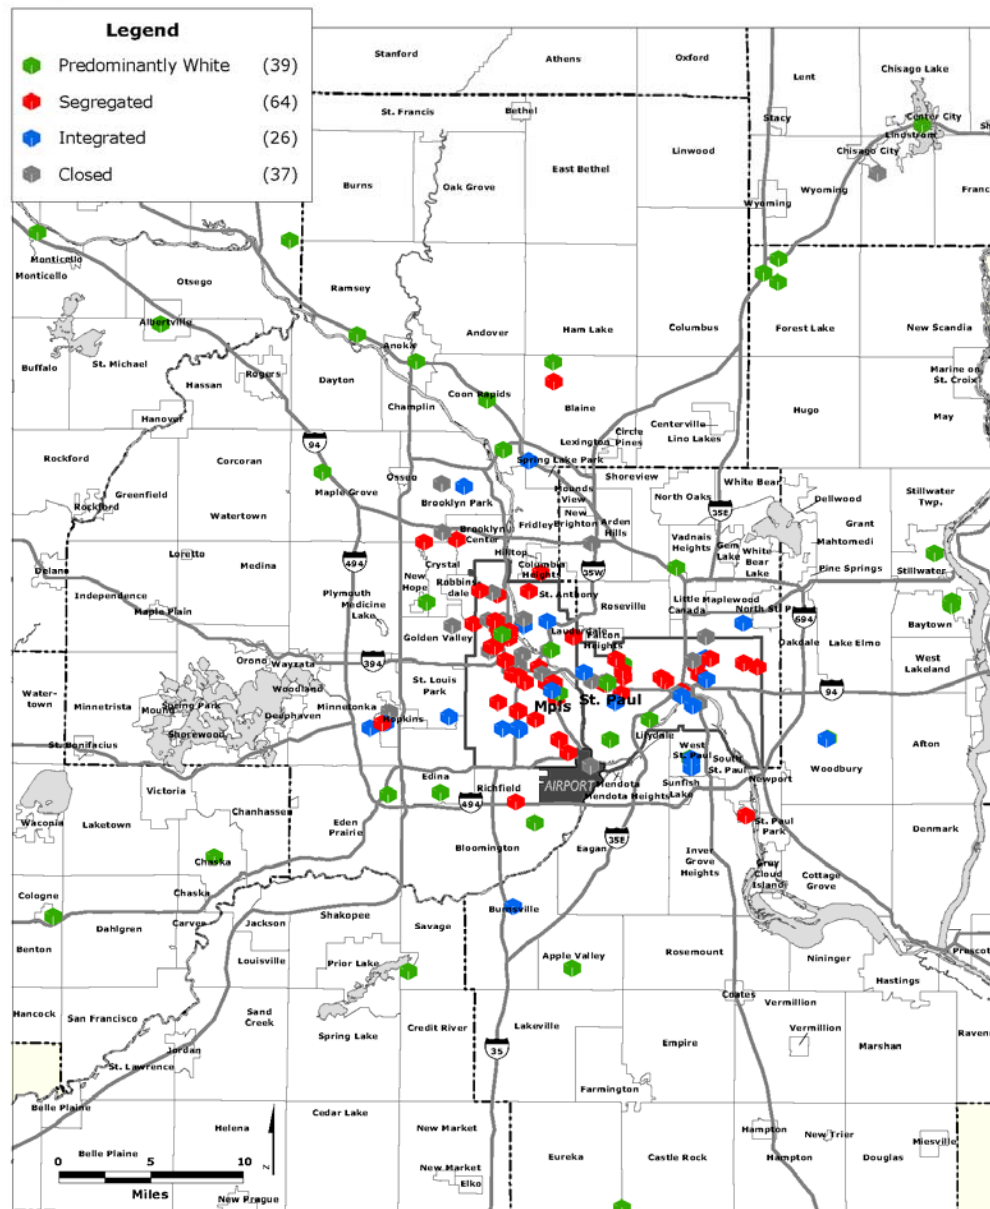 Legend
Predominantly White (39)
Segregated (64)
Integrated (26)
Closed (37)
Stanford
Athens
Oxford
Lent
Chisago Lake
St. Francis
Bethel
Stacy
Center City
Lindstrom
Linwood
Chisago City
East Bethel
Burns
Oak Grove
Wyoming
Franc
Wyoming
Monticello
Monticello
Otsego
Ramsey
Albertville
Andover
Ham Lake
Columbus
Forest Lake
New Scandia
Anoka
Buffalo
St. Michael
Rogers
Dayton
Hassan
Marine on
St. Croix
Coon Rapids
Champlin
Blaine
Hugo
May
Hanover
Centerville
Circle
Pines
Lexington
Lino Lakes
94
Rockford
Corcoran
Spring Lake Park
Osseo
Shoreview
White Bear
Maple Grove
Mounds
View
North Oaks
Dellwood
Stillwater
Twp.
Greenfield
Rockford
Brooklyn Park
35E
New
Brighton
Watertown
Fridley
Arden
Hills
Grant
Brooklyn
Center
Vadnais
Heights
Mahtomedi
Gem
Lake
Hilltop
White
Bear
Lake
Loretto
Medina
494
Crystal
Columbia
Heights
35W
Pine Springs
Stillwater
Delano
New
Hope
Robbins
dale
St. Anthony
Independence
Plymouth
Medicine
Lake
Roseville
Little
Canada
Maplewood
North St. P
Maple Plain
694
Baytown
Golden Valley
Lauderdale
Falcon
Heights
Oakdale
Lake Elmo
Orono
Wayzata
394
West
Lakeland
Woodland
St. Louis
Park
94
Water-
town
Minnetrista
Spring Park
Mound
Minnetonka
Deephaven
Hopkins
Mpls
St. Paul
Shorewood
Lilydale
St. Bonifacius
West
St. Paul
South
St. Paul
Afton
Woodbury
Edina
Newport
Victoria
Richfield
AIRPORT
Mendota
Mendota Heights
Sunfish
Lake
Chanhassen
494
Waconia
Laketown
Eden
Prairie
St. Paul
Park
Denmark
35E
Bloomington
Eagan
Inver
Grove
Heights
Chaska
Grey
Cloud
Island
Cottage
Grove
Cologne
Chaska
Burnsville
Carver
Jackson
Shakopee
Dahlgren
Savage
Benton
Louisville
Prior Lake
Apple Valley
Rosemount
Nininger
Prescot
Hastings
Coates
Vermillion
Hancock
San Francisco
Sand
Creek
Credit River
Lakeville
Spring Lake
Vermillion
Raven
Jordan
35
Empire
Marshan
St. Lawrence
Farmington
Belle Plaine
Cedar Lake
Helena
New Market
Hampton
New Trier
Miesville
Belle Plaine
Eureka
Castle Rock
Hampton
Douglas
0 5 10
Miles
Z
New Market
Elko
New Prague